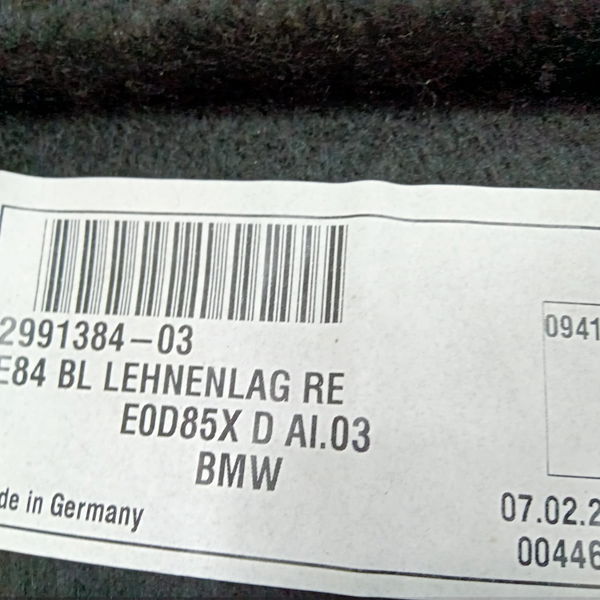 2991384-03
E84 BL LEHNENLAG RE
E0D85X D AI.03
BMW
de in Germany
0941
07.02.2
00446